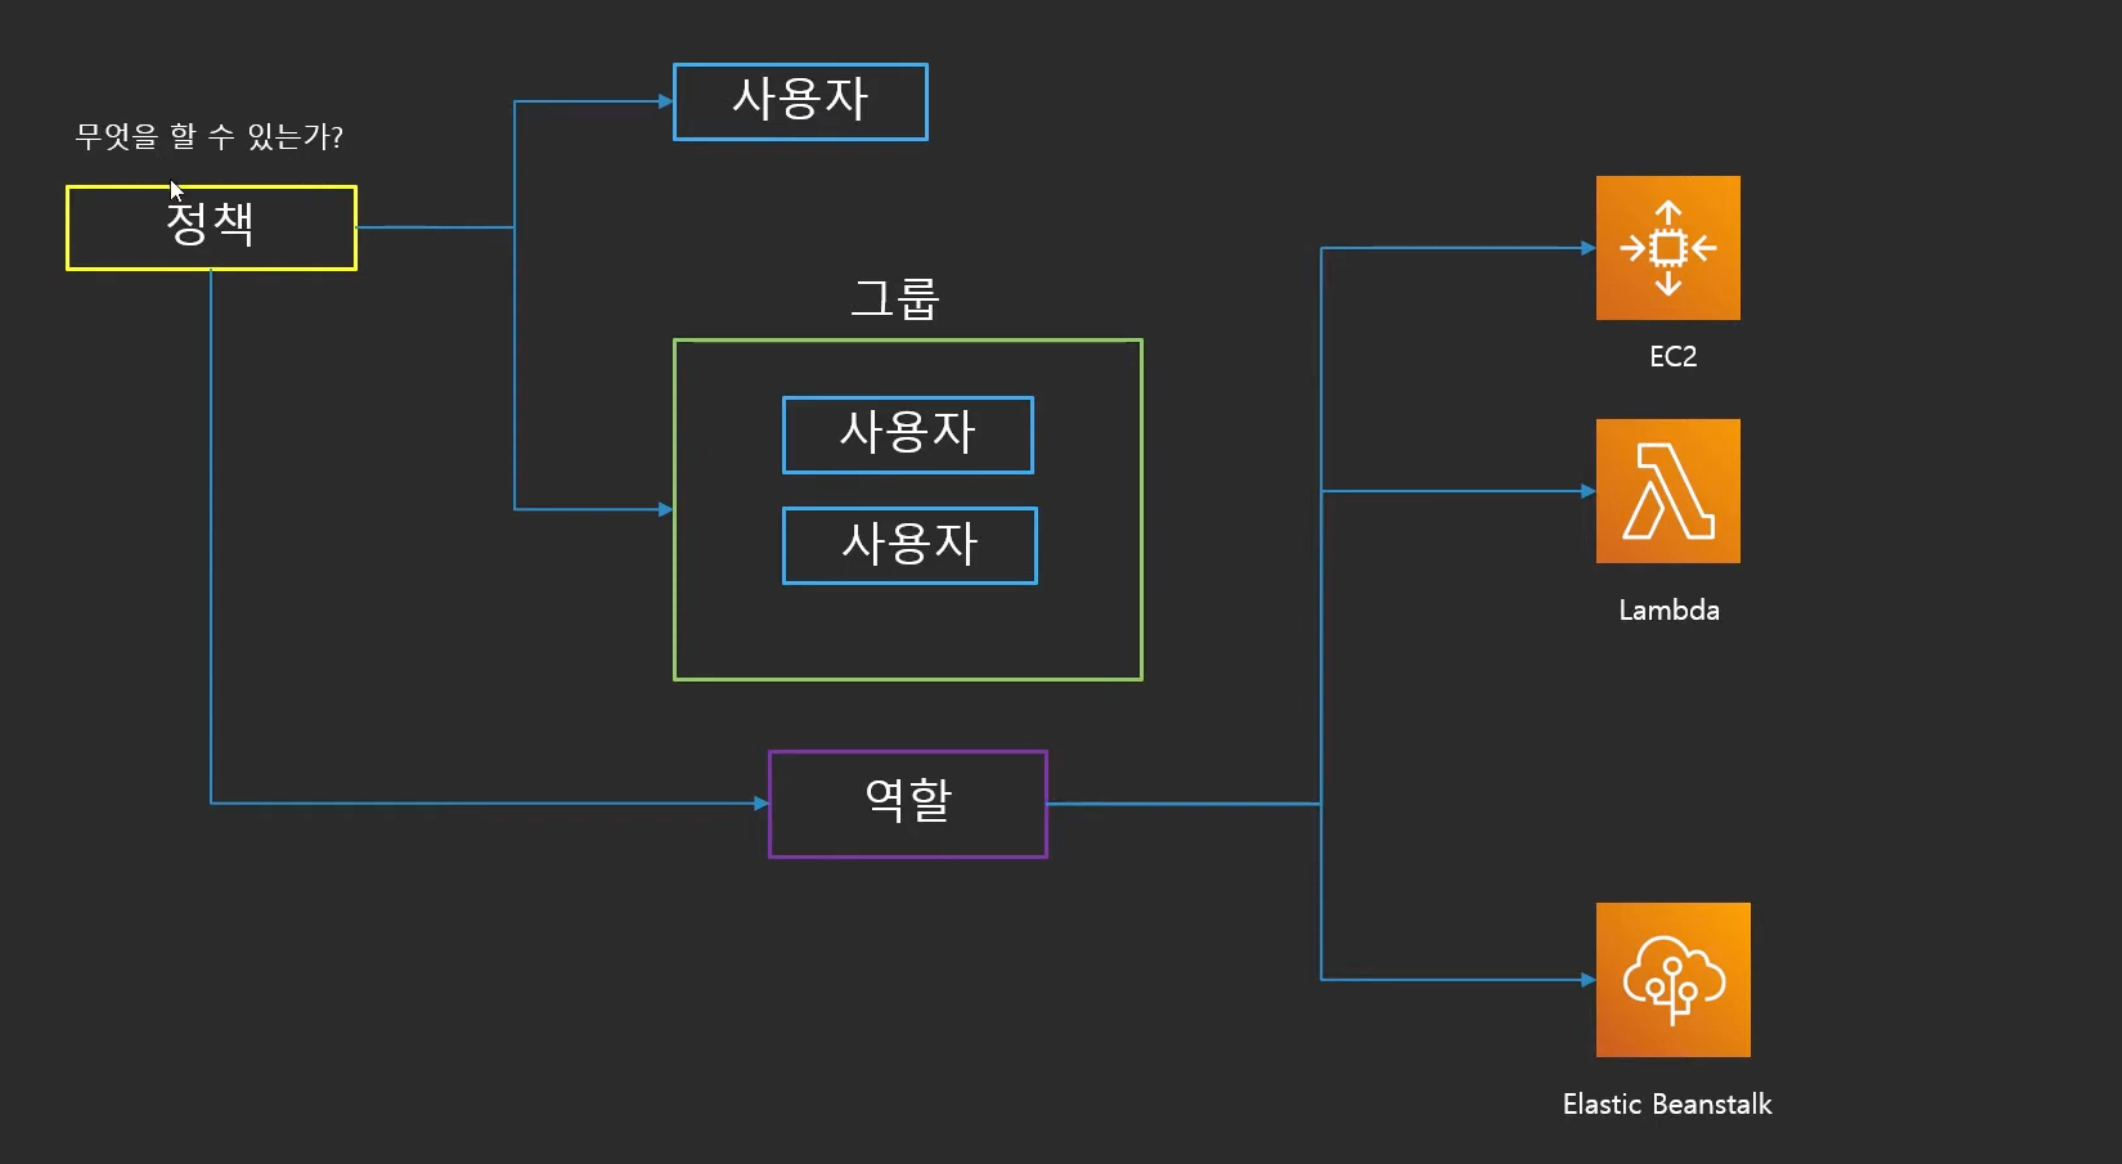 사용자
무엇을 할 수 있는가?
정책
그룹
사용자
사용자
역할
EC2
Lambda
Elastic Beanstalk